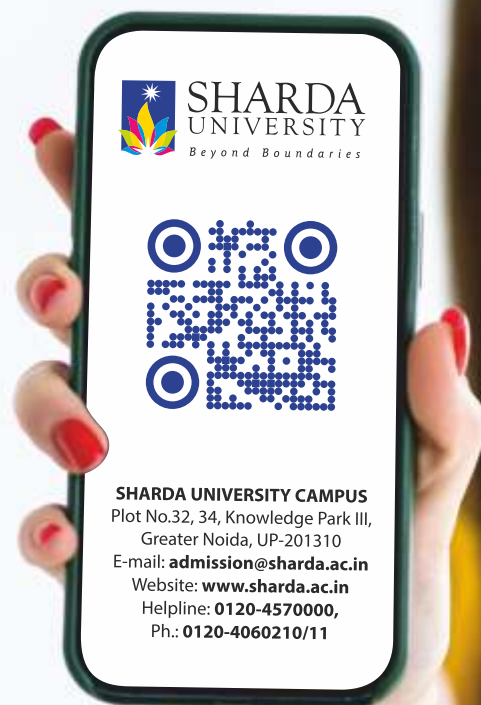 SHARDA
UNIVERSITY
Beyond Boundaries
SHARDA UNIVERSITY CAMPUS
Plot No.32, 34, Knowledge Park III,
Greater Noida, UP-201310
E-mail: admission@sharda.ac.in
Website: www.sharda.ac.in
Helpline: 0120-4570000,
Ph.: 0120-4060210/11